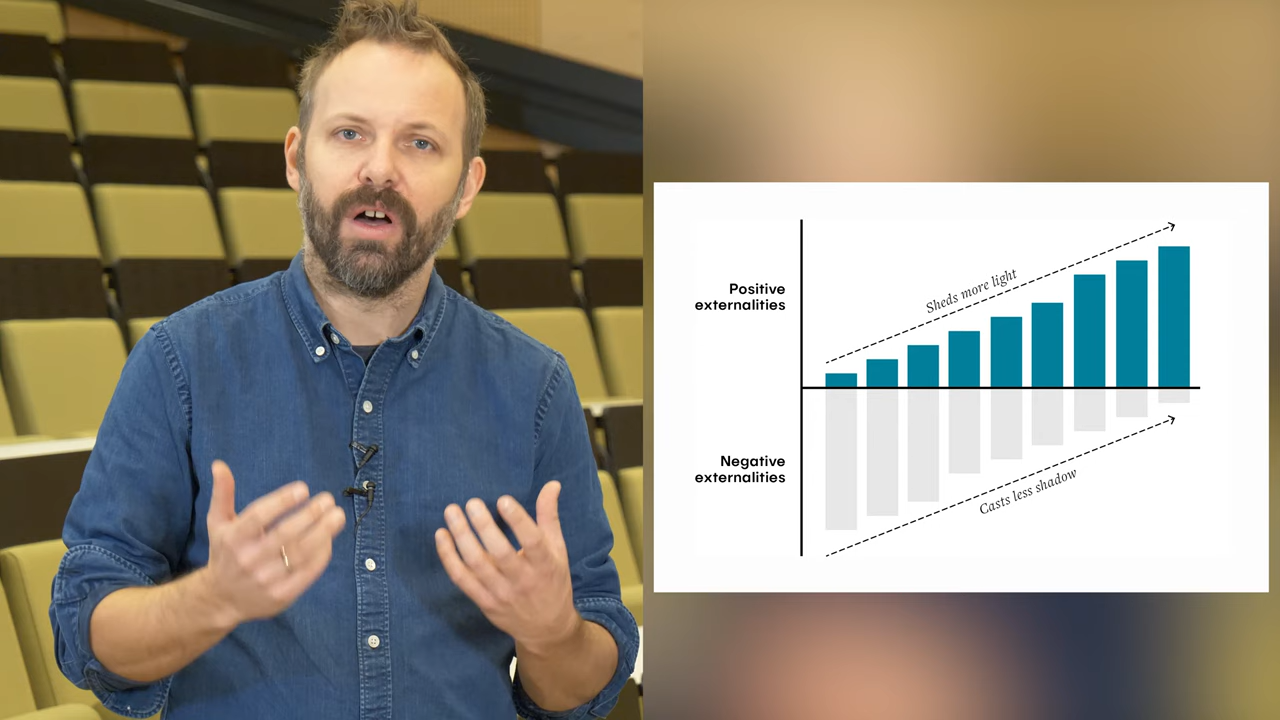 Sheds more light
Positive
externalities
Negative
externalities
Casts less shadow